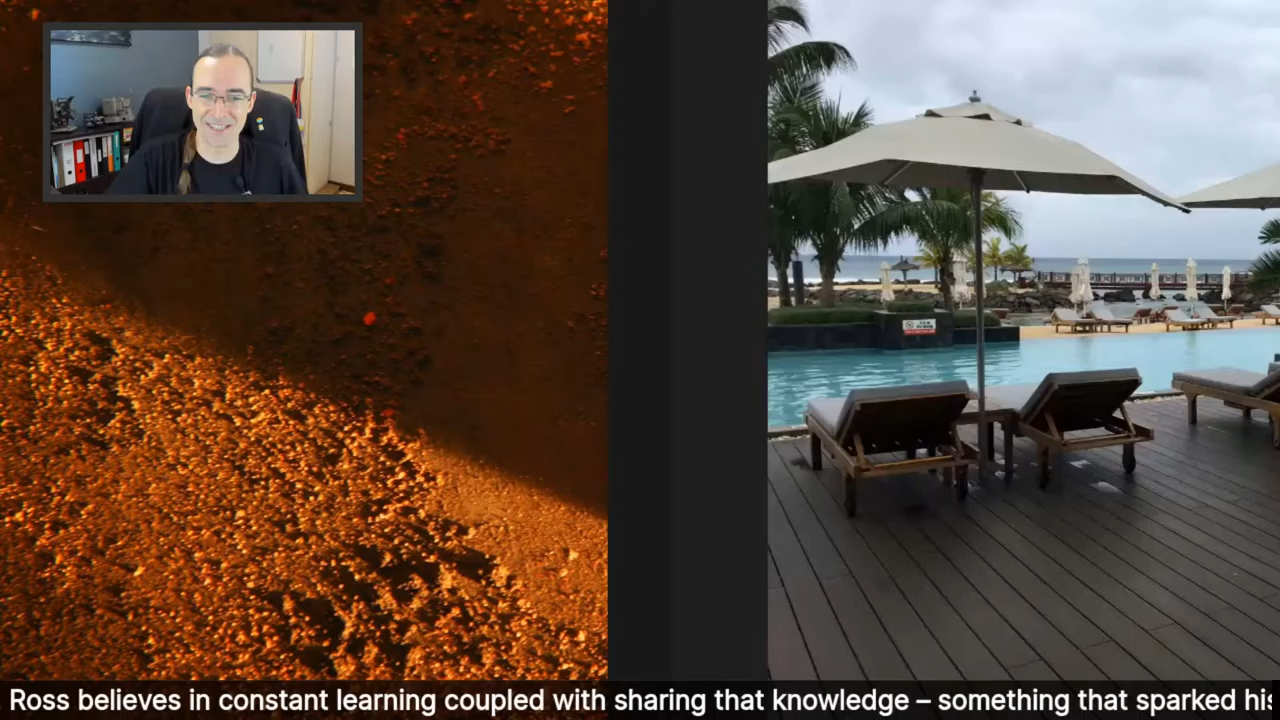 Ross believes in constant learning coupled with sharing that knowledge – something that sparked his